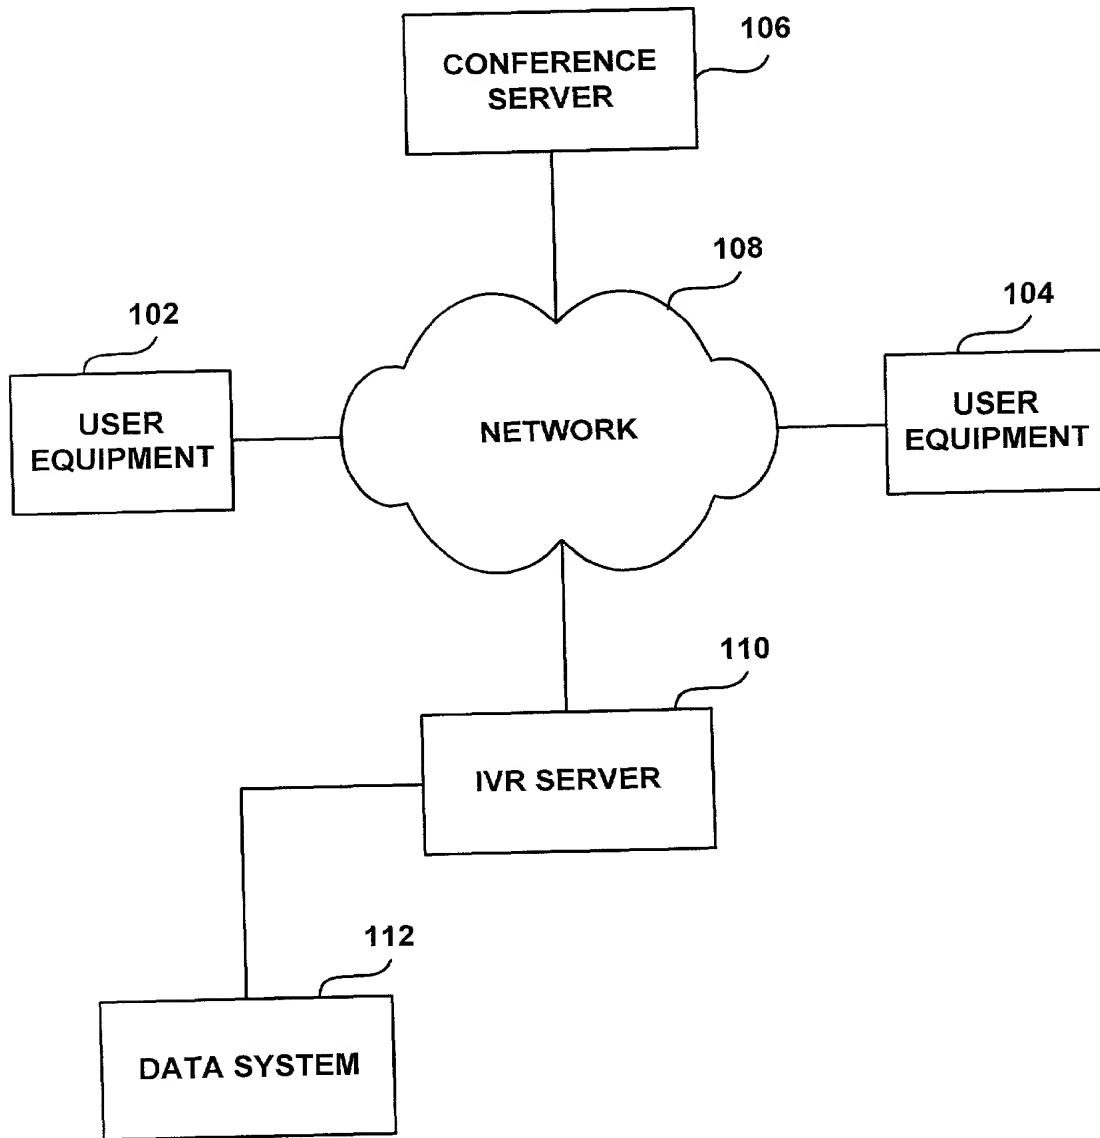 106
CONFERENCE
SERVER
108
102
104
USER
EQUIPMENT
NETWORK
USER
EQUIPMENT
110
IVR SERVER
112
DATA SYSTEM